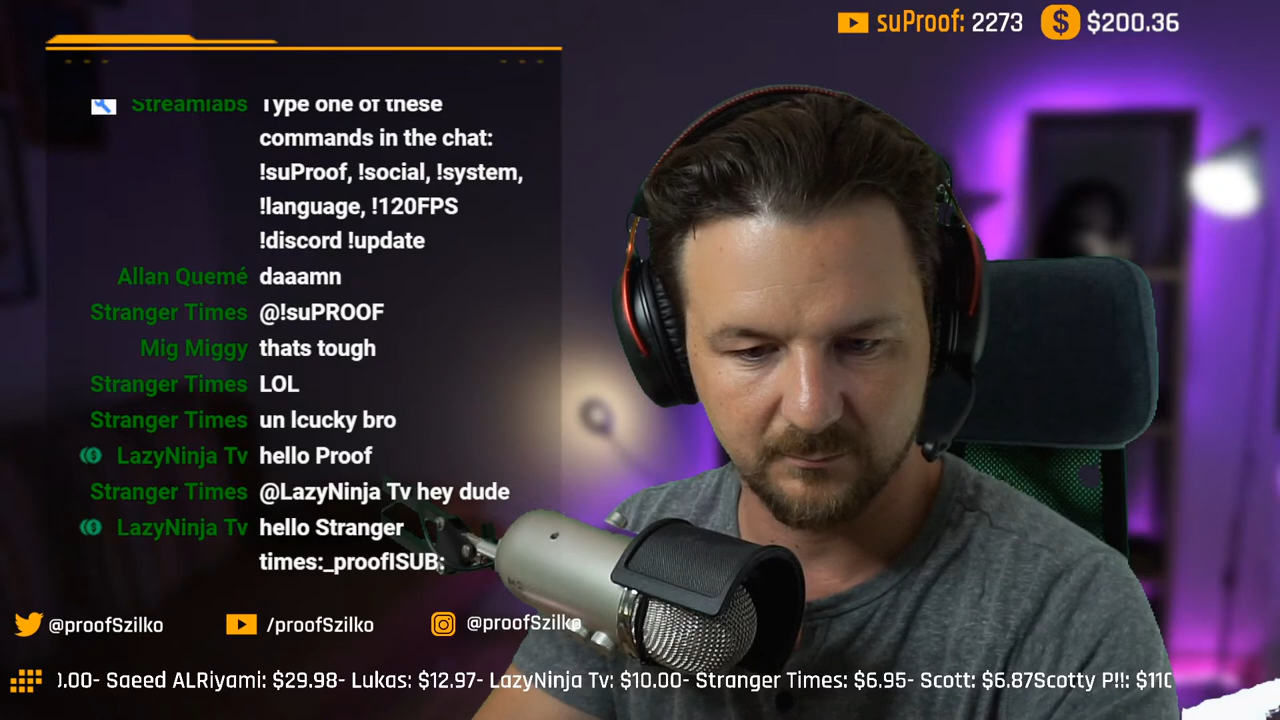 suProof: 2273 $ $200.36
Streamlabs Type one of these
commands in the chat:
!suProof, !social, !system,
!language, !120FPS
!discord !update
Allan Quemé daaamn
Stranger Times @!suPROOF
Mig Miggy thats tough
Stranger Times LOL
Stranger Times un lcucky bro
LazyNinja Tv hello Proof
Stranger Times @LazyNinja Tv hey dude
LazyNinja Tv hello Stranger
times:_proofISUB:
@proofSzilko /proofSzilko @proofSzilko
0.00- Saeed ALRiyami: $29.98- Lukas: $12.97- LazyNinja Tv: $10.00- Stranger Times: $6.95- Scott: $6.87Scotty P!!: $110